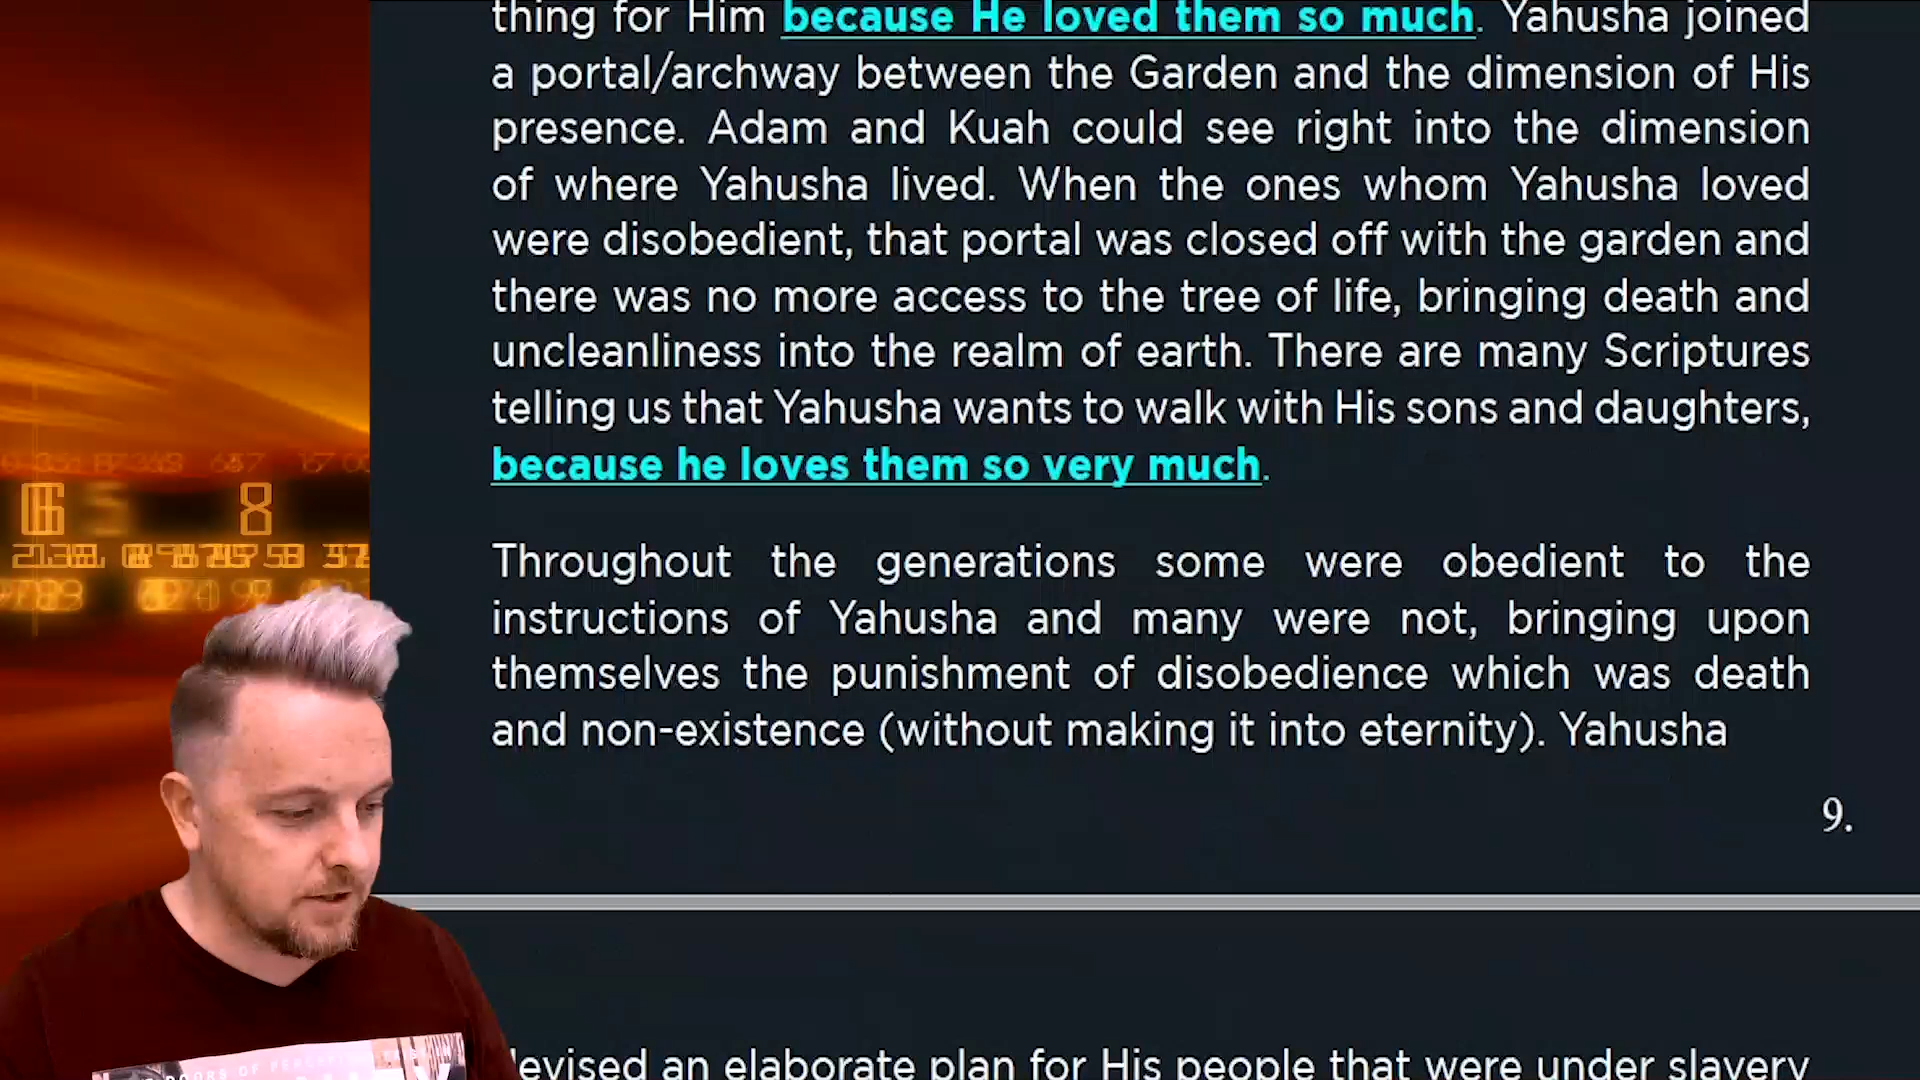 thing for Him because He loved them so much. Yahusha joined
a portal/archway between the Garden and the dimension of His
presence. Adam and Kuah could see right into the dimension
of where Yahusha lived. When the ones whom Yahusha loved
were disobedient, that portal was closed off with the garden and
there was no more access to the tree of life, bringing death and
uncleanliness into the realm of earth. There are many Scriptures
telling us that Yahusha wants to walk with His sons and daughters,
because he loves them so very much.
Throughout the generations some were obedient to the
instructions of Yahusha and many were not, bringing upon
themselves the punishment of disobedience which was death
and non-existence (without making it into eternity). Yahusha
9.
evised an elaborate plan for His people that were under slavery
8
DOORS OF